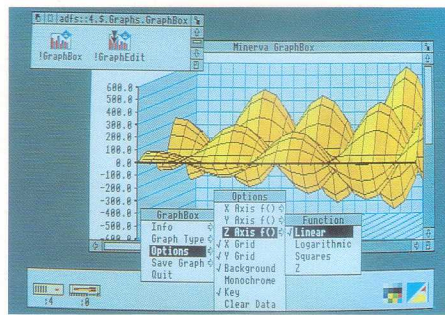 adfs::4.$.Graphs.GraphBox
!GraphBox !GraphEdit
Minerva GraphBox
600.0
500.0
400.0
300.0
200.0
100.0
0.0
-100.0
-200.0
-300.0
-400.0
-500.0
-600.0
GraphBox
Info
Graph Type
Options
Save Graph
Quit
Options
X Axis f()
Y Axis f()
Z Axis f()
X Grid
Y Grid
Background
Monochrome
Key
Clear Data
Function
Linear
Logarithmic
Squares
Z
:4 :0